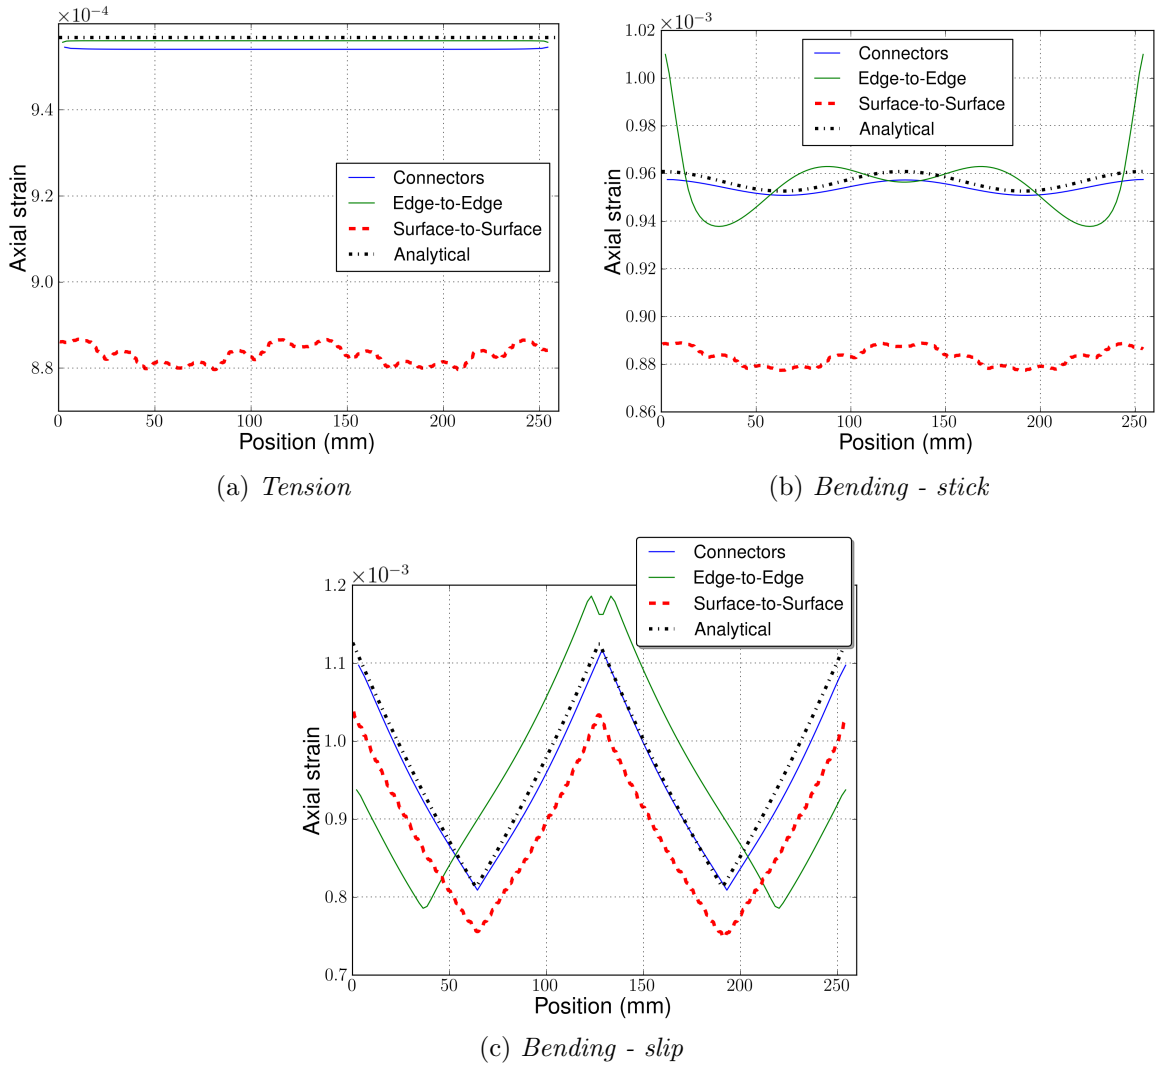 ×10⁻⁴
9.4
9.2
9.0
8.8
0 50 100 150 200 250
Axial strain
Position (mm)
Connectors
Edge-to-Edge
Surface-to-Surface
Analytical
(a) Tension
×10⁻³
1.02
1.00
0.98
0.96
0.94
0.92
0.90
0.88
0.86
0 50 100 150 200 250
Axial strain
Position (mm)
Connectors
Edge-to-Edge
Surface-to-Surface
Analytical
(b) Bending - stick
×10⁻³
1.2
1.1
1.0
0.9
0.8
0.7
0 50 100 150 200 250
Axial strain
Position (mm)
Connectors
Edge-to-Edge
Surface-to-Surface
Analytical
(c) Bending - slip